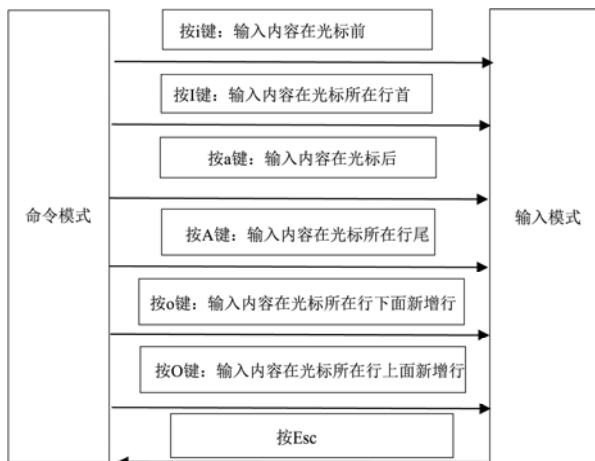 按i键：输入内容在光标前
按I键：输入内容在光标所在行首
按a键：输入内容在光标后
命令模式
输入模式
按A键：输入内容在光标所在行尾
按o键：输入内容在光标所在行下面新增行
按O键：输入内容在光标所在行上面新增行
按Esc